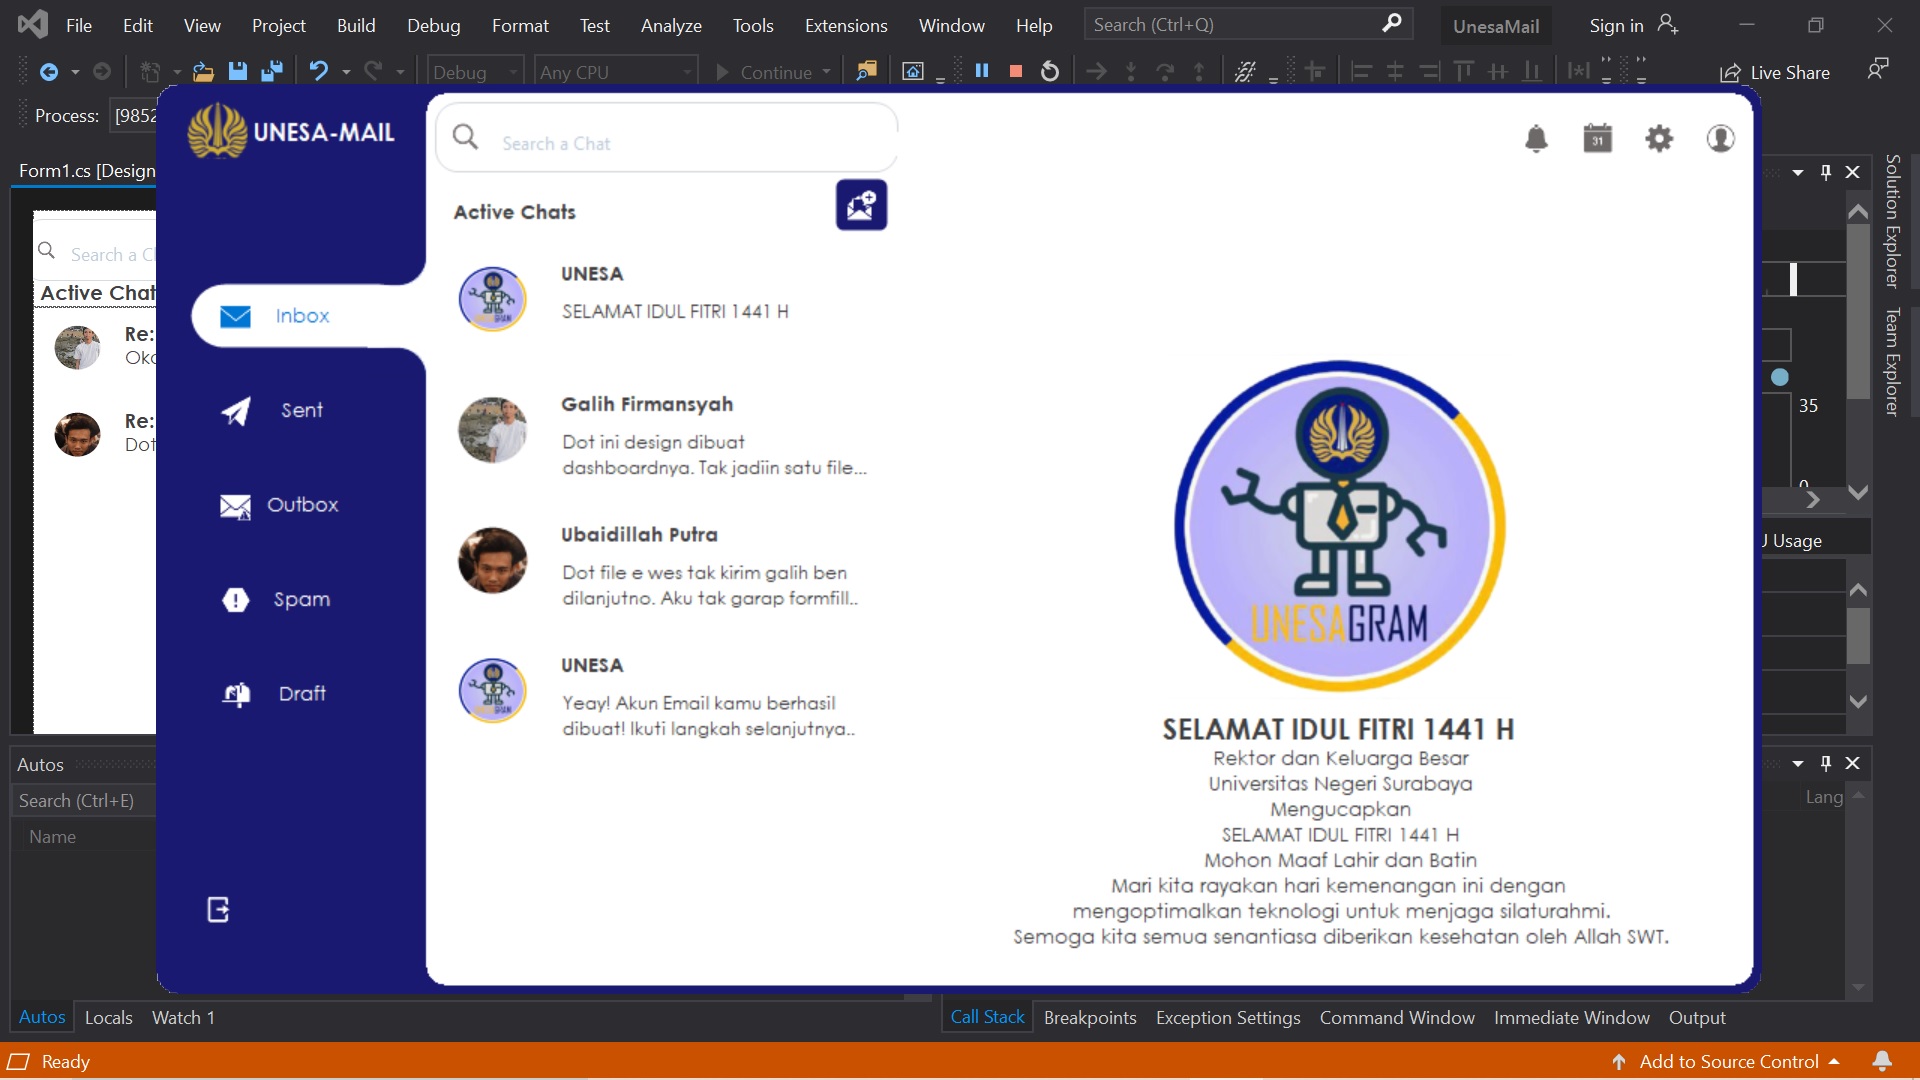 File Edit View Project Build Debug Format Test Analyze Tools Extensions Window Help Search (Ctrl+Q) UnesaMail Sign in
Debug Any CPU Continue Live Share
Process: [9852
Form1.cs [Design
Search a C
Active Chat
Re:
Oka
Re:
Dot
UNESA-MAIL
Inbox
Sent
Outbox
Spam
Draft
Search a Chat
31
Active Chats
UNESA
SELAMAT IDUL FITRI 1441 H
Galih Firmansyah
Dot ini design dibuat
dashboardnya. Tak jadiin satu file...
Ubaidillah Putra
Dot file e wes tak kirim galih ben
dilanjutno. Aku tak garap formfill..
UNESA
Yeay! Akun Email kamu berhasil
dibuat! Ikuti langkah selanjutnya..
UNESAGRAM
SELAMAT IDUL FITRI 1441 H
Rektor dan Keluarga Besar
Universitas Negeri Surabaya
Mengucapkan
SELAMAT IDUL FITRI 1441 H
Mohon Maaf Lahir dan Batin
Mari kita rayakan hari kemenangan ini dengan
mengoptimalkan teknologi untuk menjaga silaturahmi.
Semoga kita semua senantiasa diberikan kesehatan oleh Allah SWT.
Solution Explorer
Team Explorer
35
0
Usage
Lang
Autos
Search (Ctrl+E)
Name
Autos Locals Watch 1
Call Stack Breakpoints Exception Settings Command Window Immediate Window Output
Ready
Add to Source Control